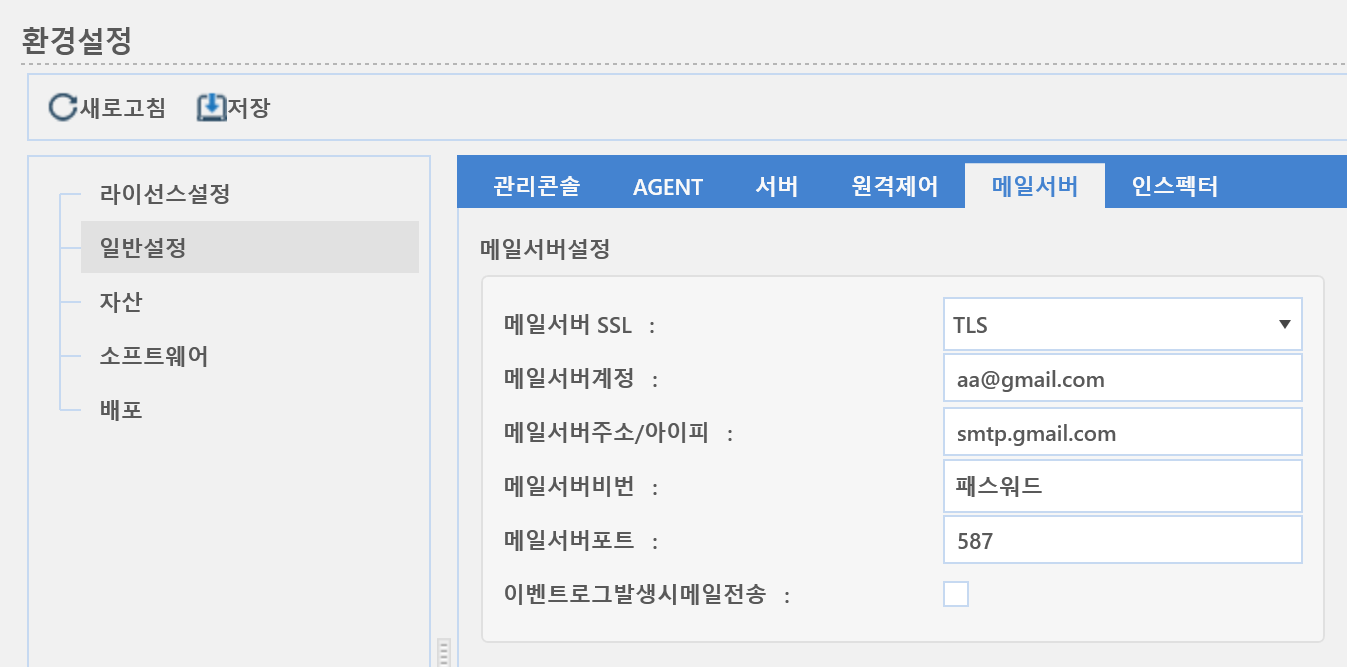 환경설정
새로고침 저장
라이선스설정
일반설정
자산
소프트웨어
배포
관리콘솔 AGENT 서버 원격제어 메일서버 인스펙터
메일서버설정
메일서버 SSL : TLS
메일서버계정 : aa@gmail.com
메일서버주소/아이피 : smtp.gmail.com
메일서버비번 : 패스워드
메일서버포트 : 587
이벤트로그발생시메일전송 :